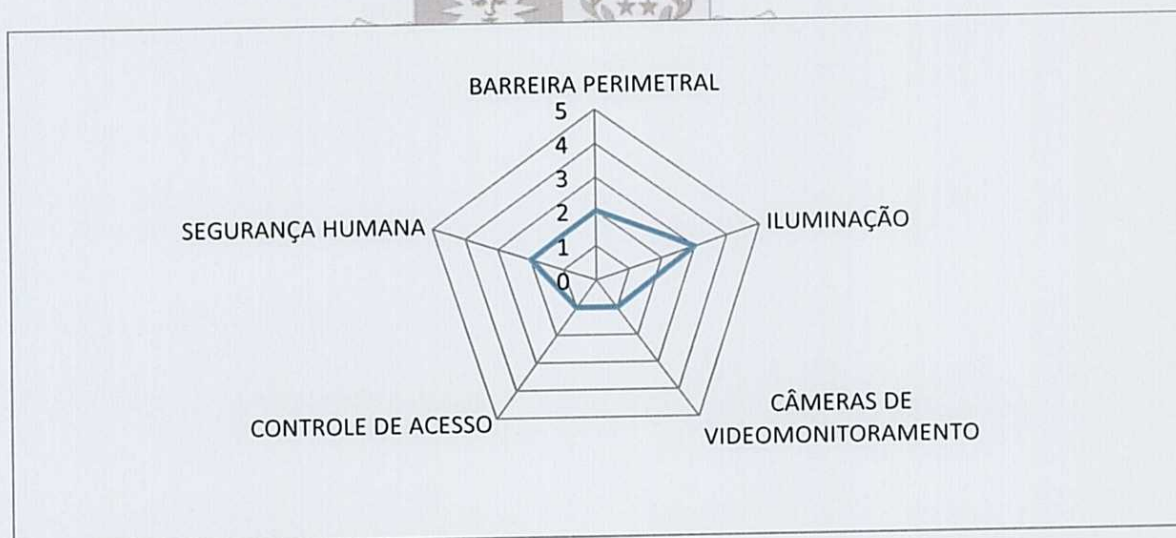 BARREIRA PERIMETRAL
5
4
3
2
1
0
ILUMINAÇÃO
SEGURANÇA HUMANA
CÂMERAS DE
VIDEOMONITORAMENTO
CONTROLE DE ACESSO